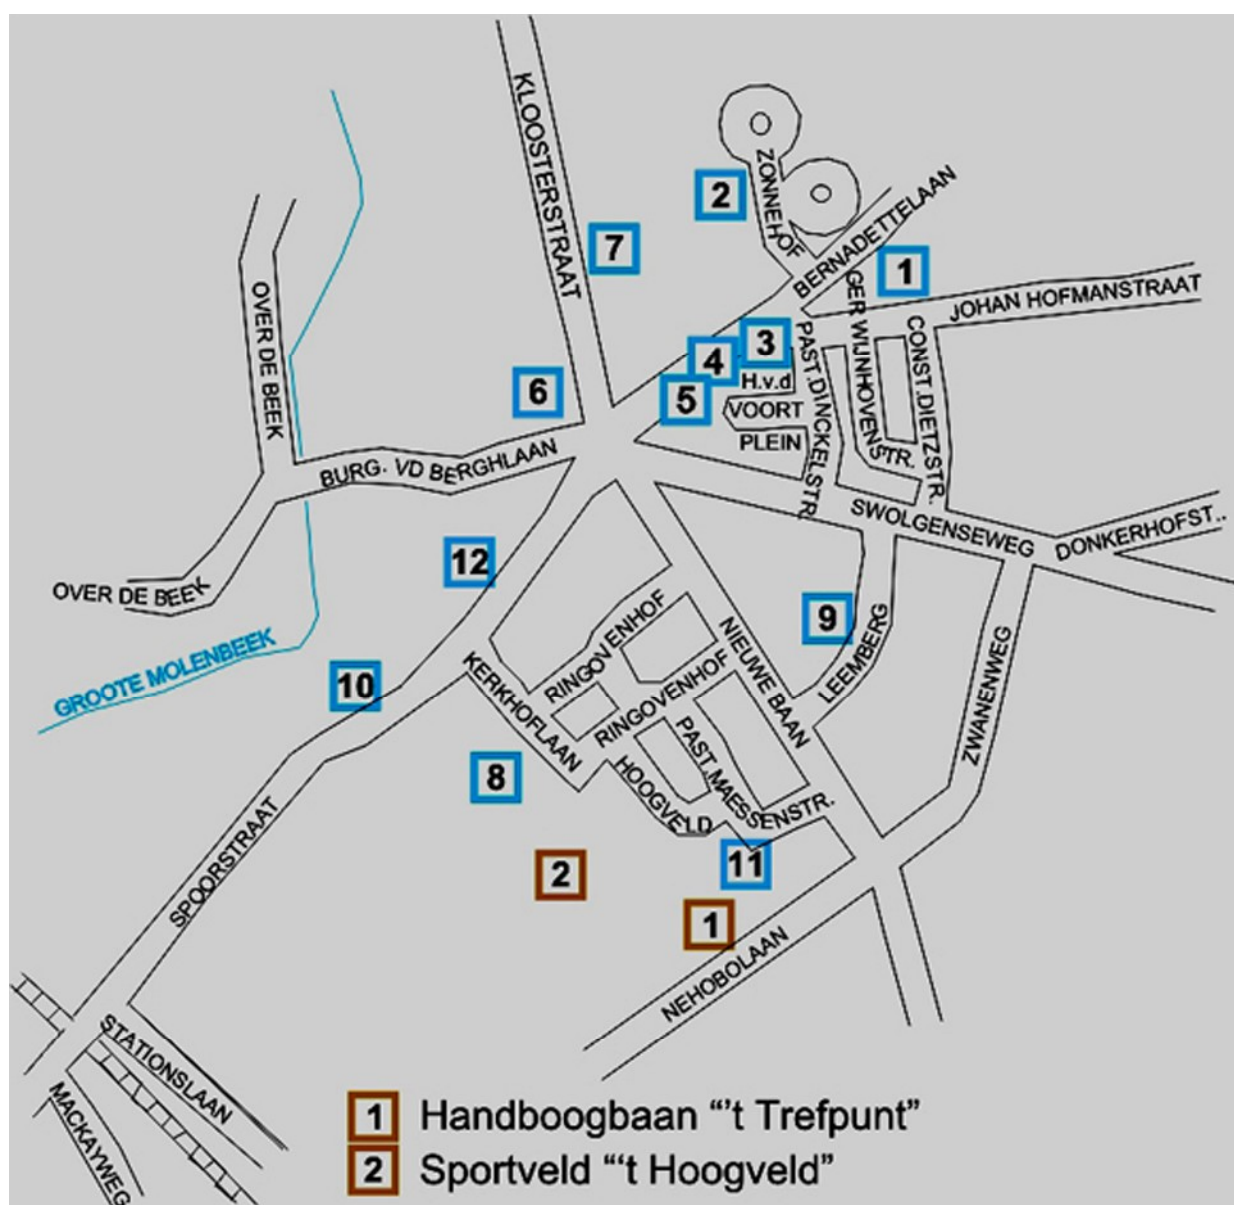 KLOOSTERSTRAAT
ZONNEHOF
2
BERNADETTELAAN
7
1
GER WIJNHOVENSTR.
JOHAN HOFMANSTRAAT
OVER DE BEEK
3
PAST.DINCKELSTR.
CONST.DIETZSTR.
4
H.v.d
6
5
VOORT
PLEIN
BURG. VD BERGHLAAN
SWOLGENSEWEG
DONKERHOFST..
12
OVER DE BEEK
RINGOVENHOF
9
NIEUWE BAAN
LEEMBERG
ZWANENWEG
GROOTE MOLENBEEK
10
KERKHOFLAAN
RINGOVENHOF
PAST.MAESSENSTR.
8
HOOGVELD
SPOORSTRAAT
2
11
1
NEHOBOLAAN
STATIONSLAAN
MACKAYWEG
1 Handboogbaan “’t Trefpunt”
2 Sportveld “‘t Hoogveld”